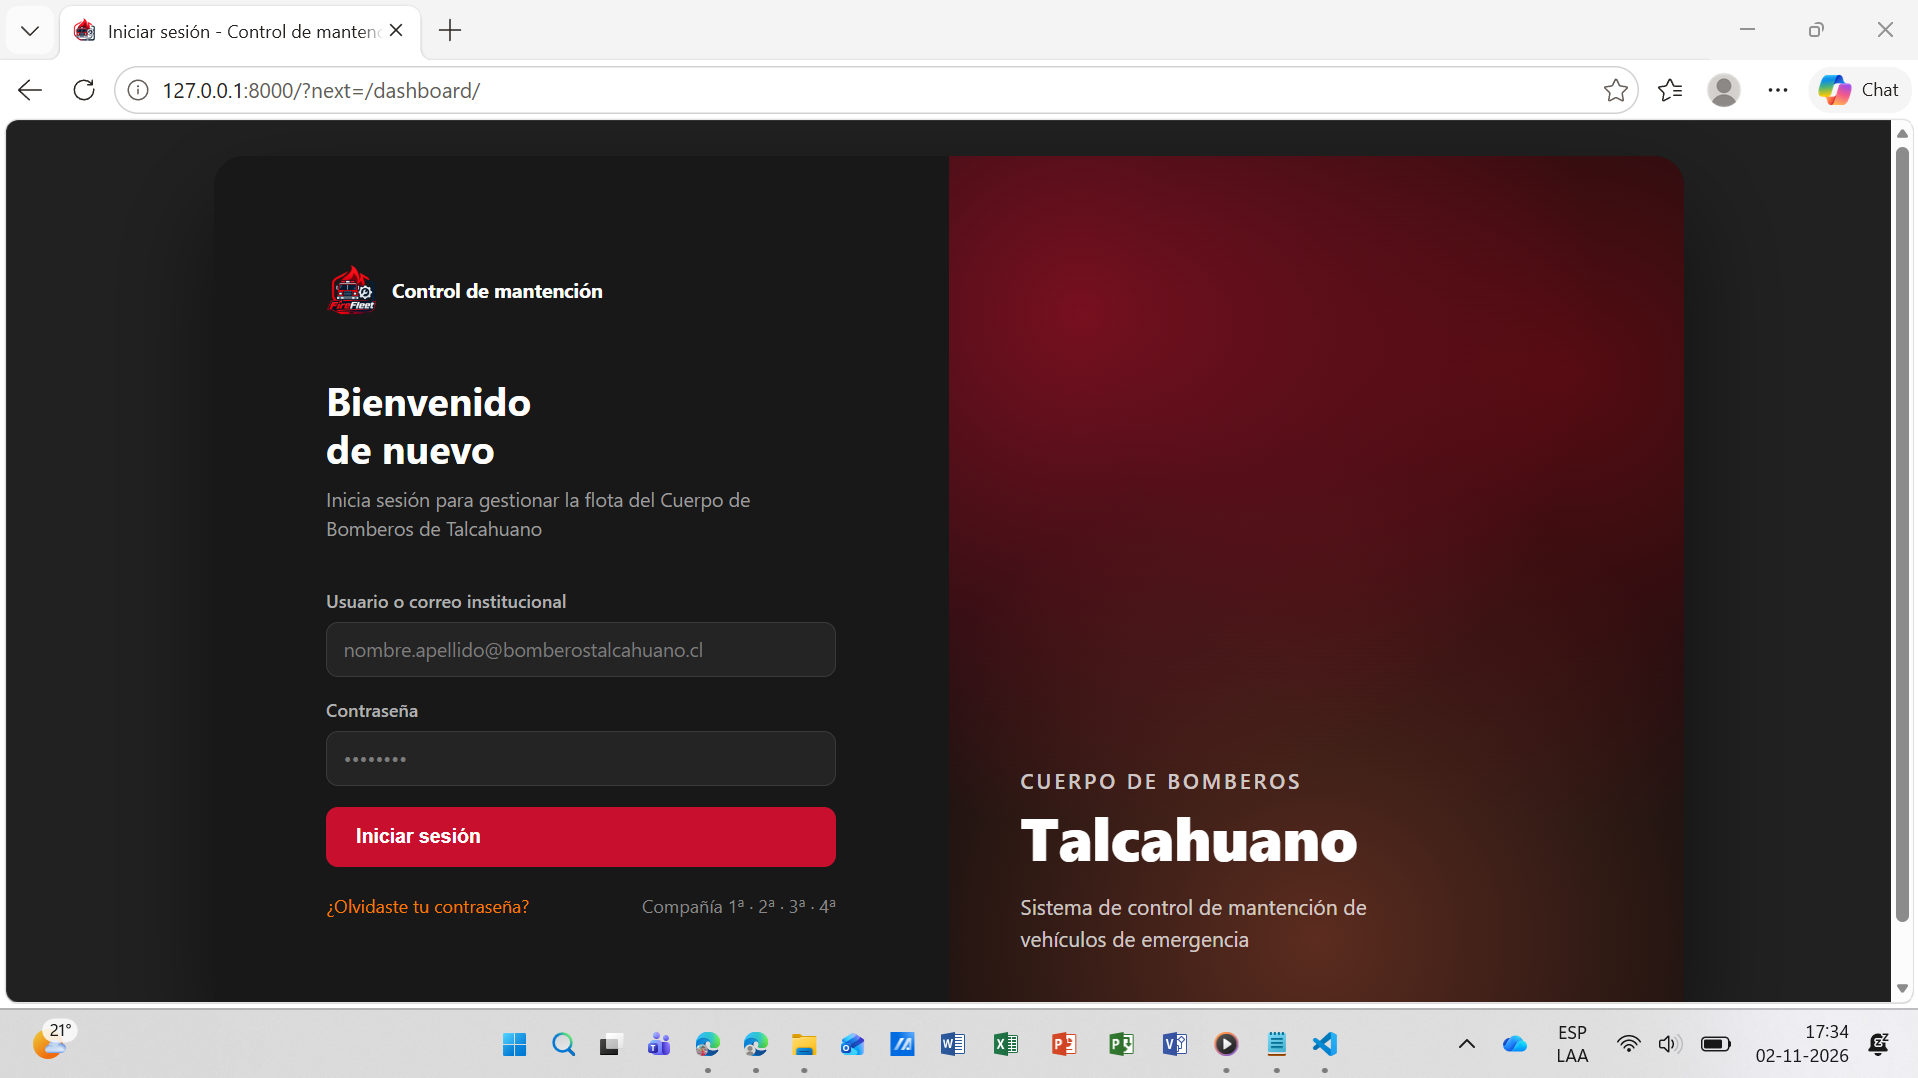 Iniciar sesión - Control de manten
127.0.0.1:8000/?next=/dashboard/
Chat
FireFleet
Control de mantención
Bienvenido
de nuevo
Inicia sesión para gestionar la flota del Cuerpo de
Bomberos de Talcahuano
Usuario o correo institucional
nombre.apellido@bomberostalcahuano.cl
Contraseña
••••••••
Iniciar sesión
¿Olvidaste tu contraseña?
Compañía 1ª · 2ª · 3ª · 4ª
CUERPO DE BOMBEROS
Talcahuano
Sistema de control de mantención de
vehículos de emergencia
21°
ESP
LAA
17:34
02-11-2026